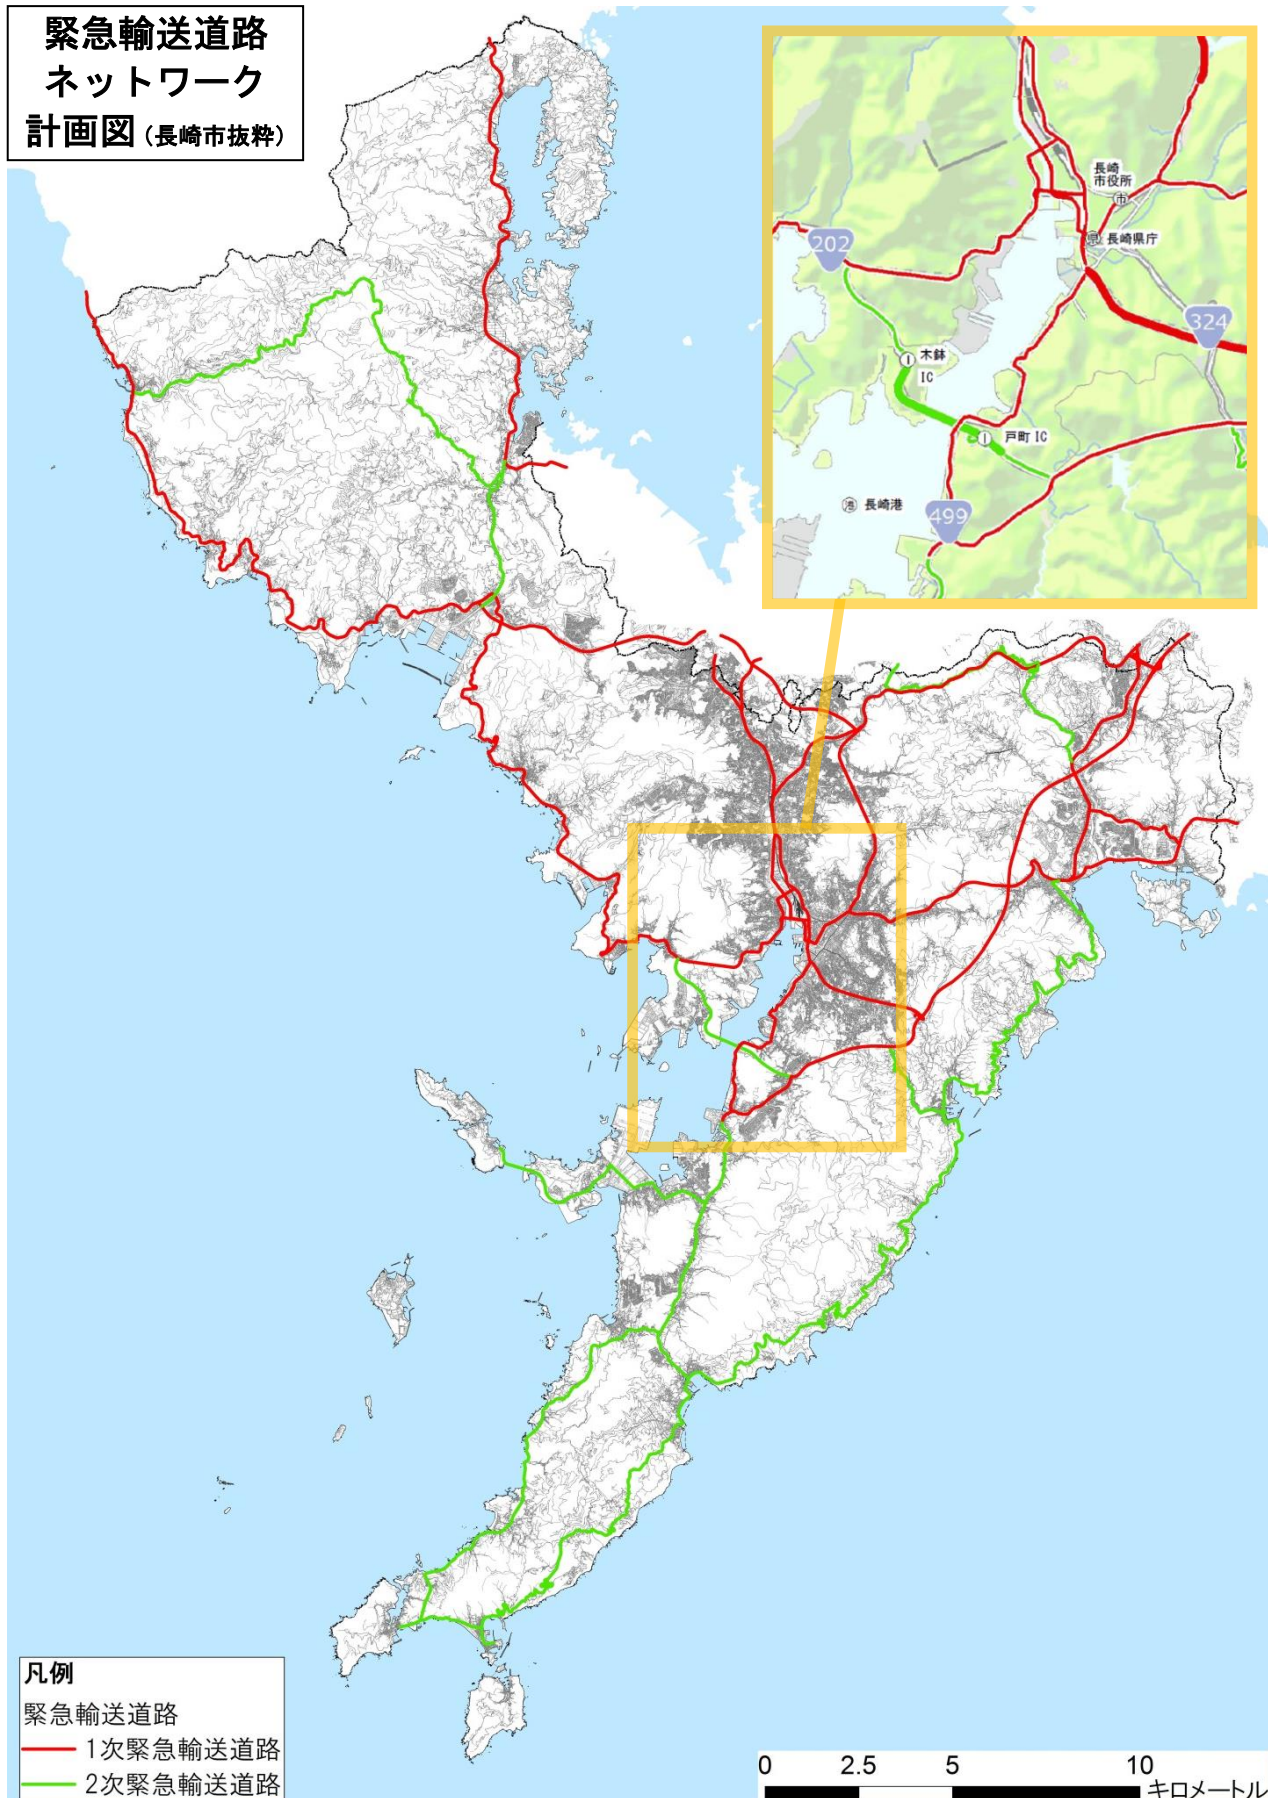 緊急輸送道路
ネットワーク
計画図（長崎市抜粋）
長崎
市役所
市
202
県 長崎県庁
324
木鉢
IC
戸町 IC
港 長崎港
499
凡例
緊急輸送道路
1次緊急輸送道路
2次緊急輸送道路
0 2.5 5 10
キロメートル